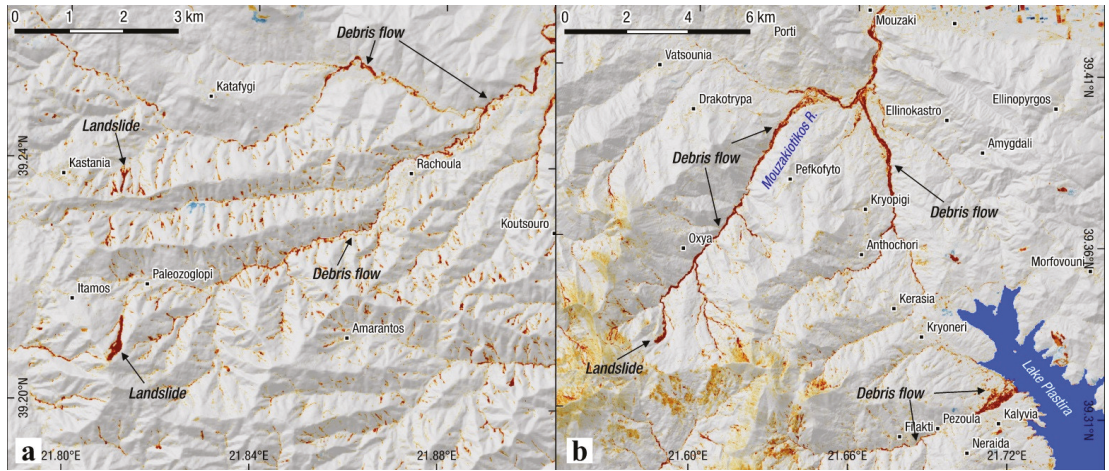 0 1 2 3 km
Debris flow
Katafygi
Landslide
39.24°N
Kastania
Rachoula
Koutsouro
Debris flow
Paleozoglopi
Itamos
Amarantos
Landslide
39.20°N
a
21.80°E
21.84°E
21.88°E
0 2 4 6 km
Mouzaki
Porti
Vatsounia
39.41°N
Drakotrypa
Ellinokastro
Ellinopyrgos
Amygdali
Debris flow
Mouzakiotikos R.
Pefkofyto
Kryopigi
Debris flow
Oxya
Anthochori
39.36°N
Morfovouni
Kerasia
Kryoneri
Landslide
Lake Plastira
Debris flow
Pezoula
Kalyvia
39.31°N
Frakti
Neraida
b
21.60°E
21.66°E
21.72°E